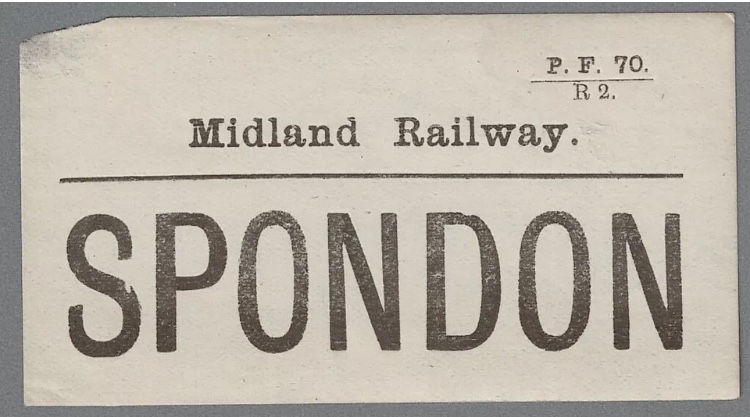 P. F. 70.
R 2.
Midland Railway.
SPONDON